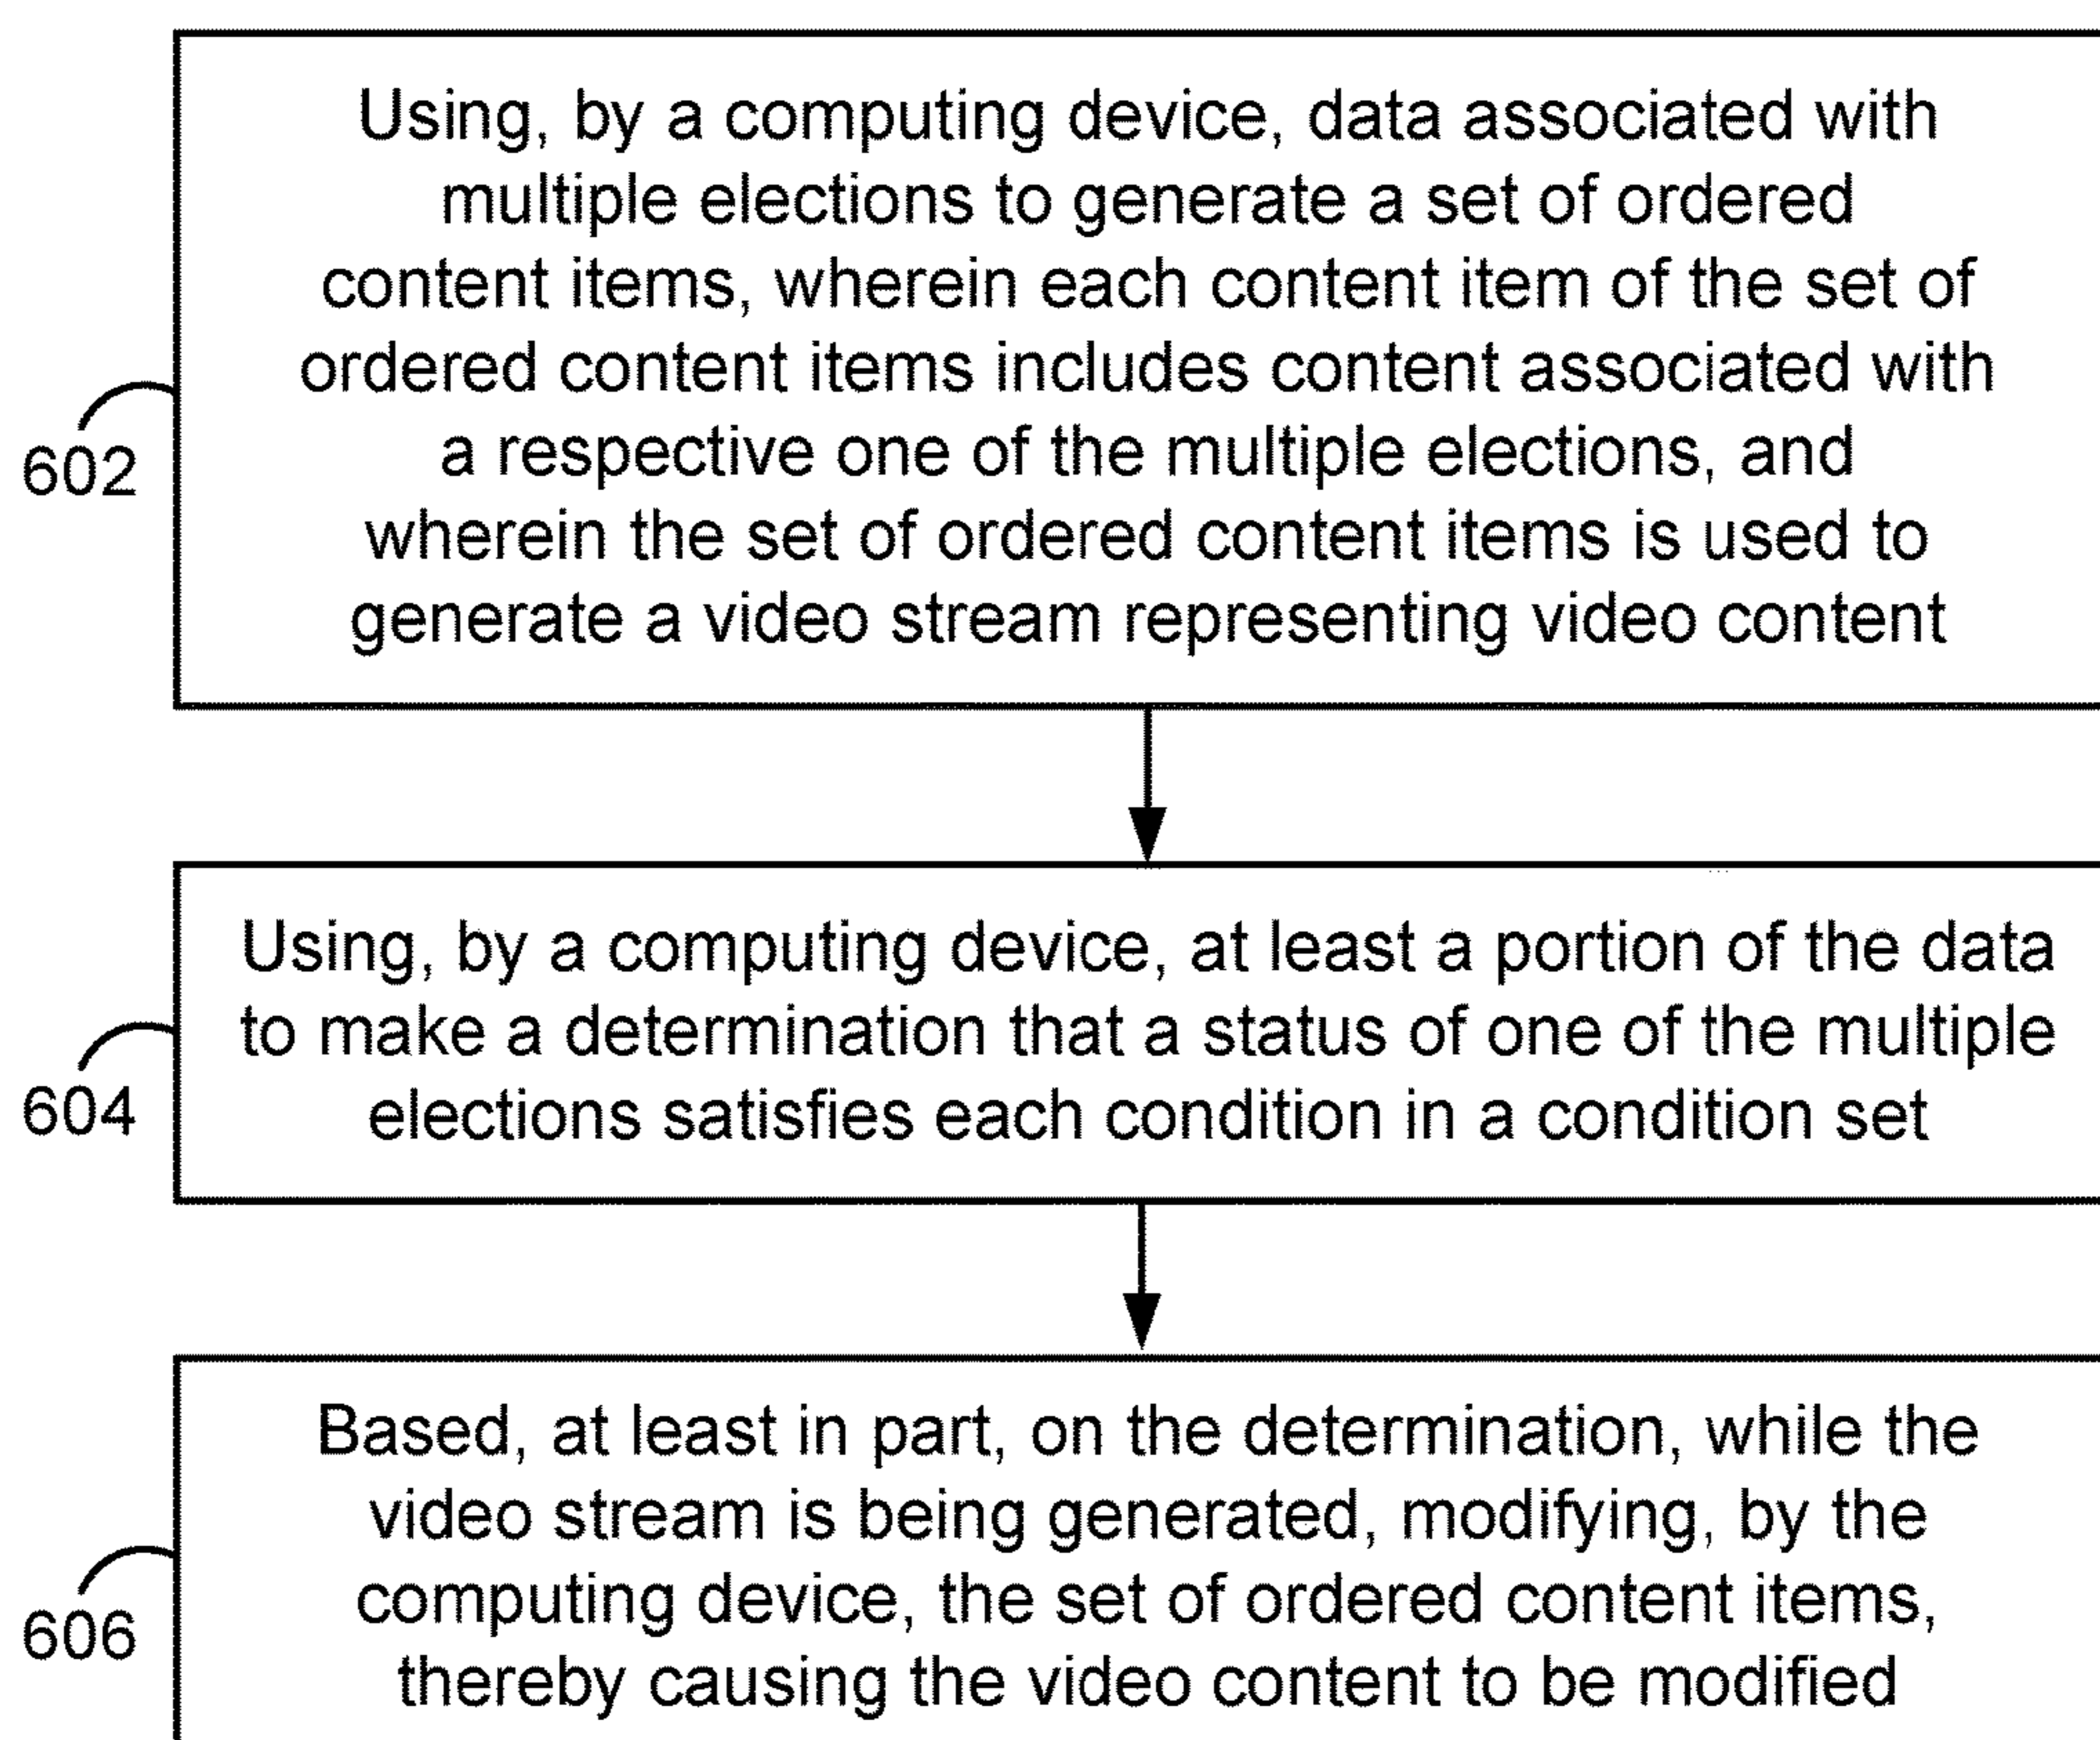 Using, by a computing device, data associated with
multiple elections to generate a set of ordered
content items, wherein each content item of the set of
ordered content items includes content associated with
a respective one of the multiple elections, and
wherein the set of ordered content items is used to
generate a video stream representing video content
602
Using, by a computing device, at least a portion of the data
to make a determination that a status of one of the multiple
elections satisfies each condition in a condition set
604
Based, at least in part, on the determination, while the
video stream is being generated, modifying, by the
computing device, the set of ordered content items,
thereby causing the video content to be modified
606